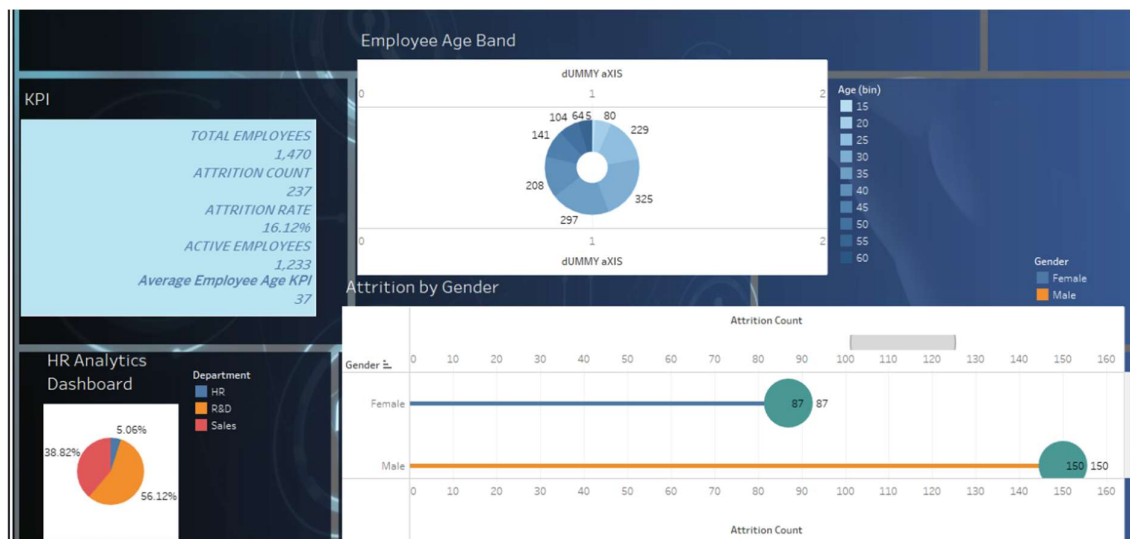 Employee Age Band
dUMMY aXIS
0 1 2
104 64 5 80
141 229
208 325
297
0 1 2
dUMMY aXIS
Age (bin)
15
20
25
30
35
40
45
50
55
60
KPI
TOTAL EMPLOYEES
1,470
ATTRITION COUNT
237
ATTRITION RATE
16.12%
ACTIVE EMPLOYEES
1,233
Average Employee Age KPI
37
Gender
Female
Male
Attrition by Gender
Attrition Count
Gender
0 10 20 30 40 50 60 70 80 90 100 110 120 130 140 150 160
Female 87 87
Male 150 150
0 10 20 30 40 50 60 70 80 90 100 110 120 130 140 150 160
Attrition Count
HR Analytics
Dashboard
Department
HR
R&D
Sales
5.06%
38.82%
56.12%